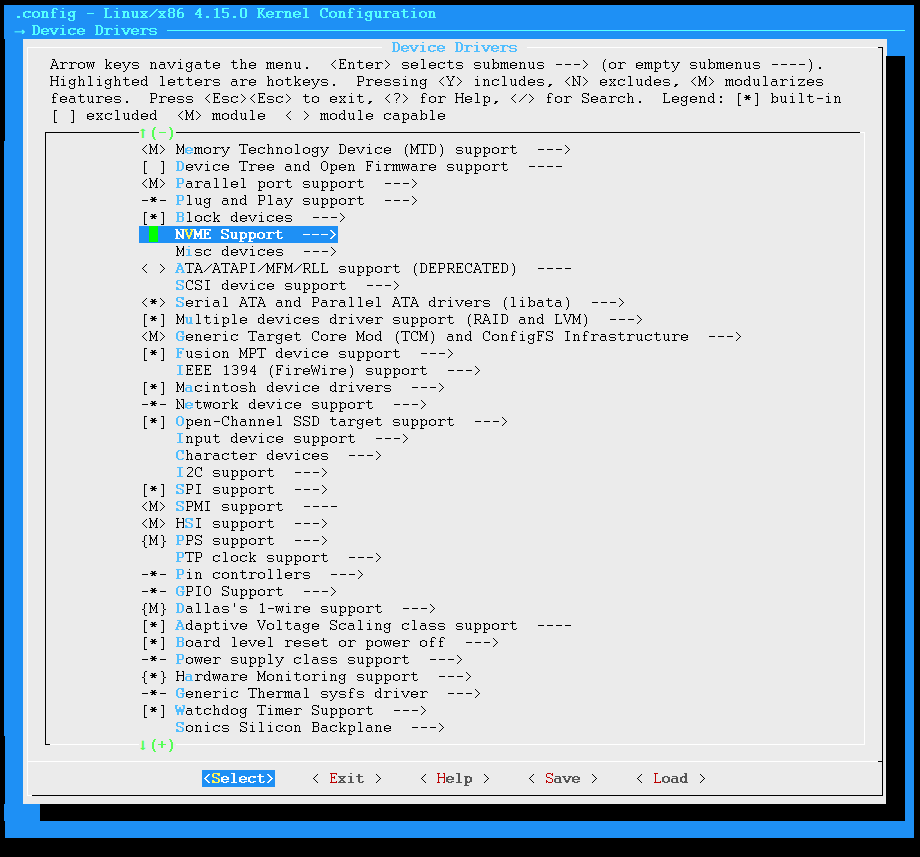 .config - Linux/x86 4.15.0 Kernel Configuration
→ Device Drivers
Device Drivers
Arrow keys navigate the menu.  <Enter> selects submenus ---> (or empty submenus ----).
Highlighted letters are hotkeys.  Pressing <Y> includes, <N> excludes, <M> modularizes
features.  Press <Esc><Esc> to exit, <?> for Help, </> for Search.  Legend: [*] built-in
[ ] excluded  <M> module  < > module capable
↑(-)
<M> Memory Technology Device (MTD) support  --->
[ ] Device Tree and Open Firmware support  ----
<M> Parallel port support  --->
-*- Plug and Play support  --->
[*] Block devices  --->
NVME Support  --->
Misc devices  --->
< > ATA/ATAPI/MFM/RLL support (DEPRECATED)  ----
SCSI device support  --->
<*> Serial ATA and Parallel ATA drivers (libata)  --->
[*] Multiple devices driver support (RAID and LVM)  --->
<M> Generic Target Core Mod (TCM) and ConfigFS Infrastructure  --->
[*] Fusion MPT device support  --->
IEEE 1394 (FireWire) support  --->
[*] Macintosh device drivers  --->
-*- Network device support  --->
[*] Open-Channel SSD target support  --->
Input device support  --->
Character devices  --->
I2C support  --->
[*] SPI support  --->
<M> SPMI support  ----
<M> HSI support  --->
{M} PPS support  --->
PTP clock support  --->
-*- Pin controllers  --->
-*- GPIO Support  --->
{M} Dallas's 1-wire support  --->
[*] Adaptive Voltage Scaling class support  ----
[*] Board level reset or power off  --->
-*- Power supply class support  --->
{*} Hardware Monitoring support  --->
-*- Generic Thermal sysfs driver  --->
[*] Watchdog Timer Support  --->
Sonics Silicon Backplane  --->
↓(+)
<Select>    < Exit >    < Help >    < Save >    < Load >